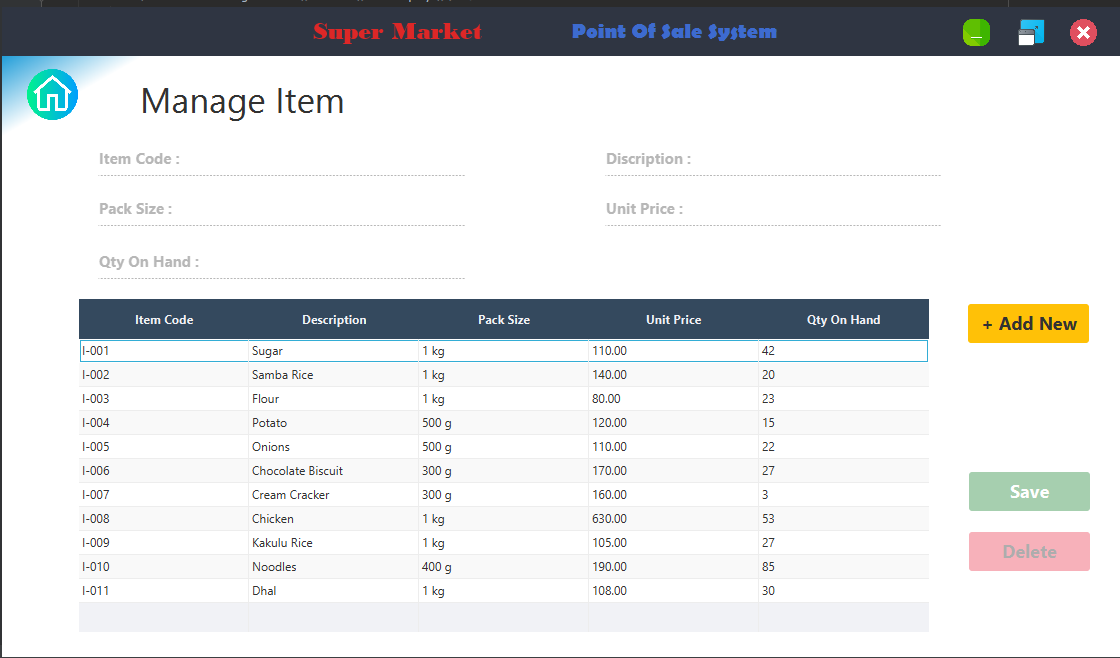 Super Market Point Of Sale System
Manage Item
Item Code : Discription :
Pack Size : Unit Price :
Qty On Hand :
Item Code Description Pack Size Unit Price Qty On Hand
+ Add New
I-001 Sugar 1 kg 110.00 42
I-002 Samba Rice 1 kg 140.00 20
I-003 Flour 1 kg 80.00 23
I-004 Potato 500 g 120.00 15
I-005 Onions 500 g 110.00 22
I-006 Chocolate Biscuit 300 g 170.00 27
I-007 Cream Cracker 300 g 160.00 3
I-008 Chicken 1 kg 630.00 53
I-009 Kakulu Rice 1 kg 105.00 27
I-010 Noodles 400 g 190.00 85
I-011 Dhal 1 kg 108.00 30
Save
Delete